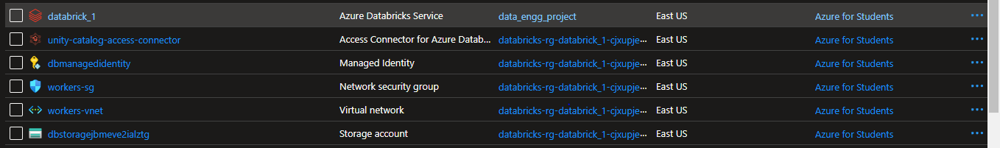 databrick_1 Azure Databricks Service data_engg_project East US Azure for Students ...
unity-catalog-access-connector Access Connector for Azure Datab... databricks-rg-databrick_1-cjxupje... East US Azure for Students ...
dbmanagedidentity Managed Identity databricks-rg-databrick_1-cjxupje... East US Azure for Students ...
workers-sg Network security group databricks-rg-databrick_1-cjxupje... East US Azure for Students ...
workers-vnet Virtual network databricks-rg-databrick_1-cjxupje... East US Azure for Students ...
dbstoragejbmeve2ialztg Storage account databricks-rg-databrick_1-cjxupje... East US Azure for Students ...